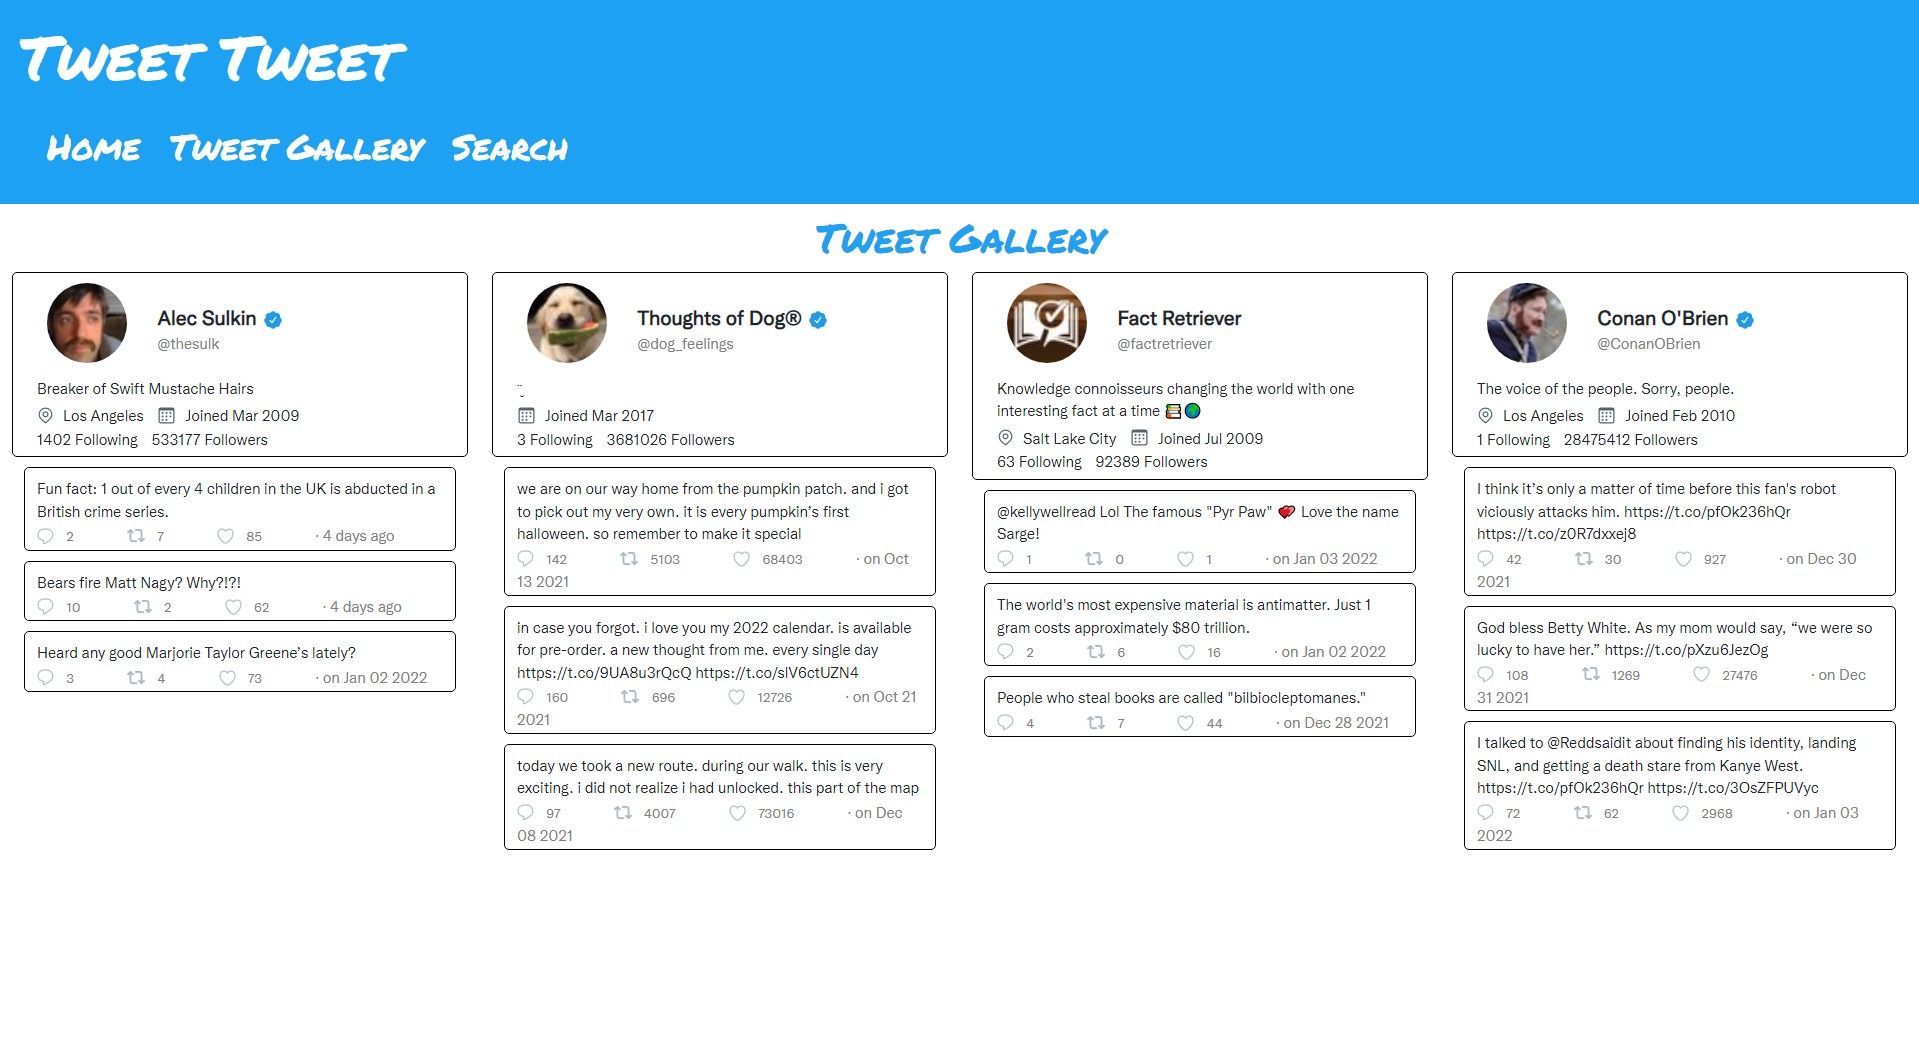 Tweet Tweet
Home Tweet Gallery Search
Tweet Gallery
Alec Sulkin
@thesulk
Breaker of Swift Mustache Hairs
Los Angeles Joined Mar 2009
1402 Following 533177 Followers
Fun fact: 1 out of every 4 children in the UK is abducted in a
British crime series.
2 7 85 · 4 days ago
Bears fire Matt Nagy? Why?!?!
10 2 62 · 4 days ago
Heard any good Marjorie Taylor Greene’s lately?
3 4 73 · on Jan 02 2022
Thoughts of Dog®
@dog_feelings
Joined Mar 2017
3 Following 3681026 Followers
we are on our way home from the pumpkin patch. and i got
to pick out my very own. it is every pumpkin’s first
halloween. so remember to make it special
142 5103 68403 · on Oct
13 2021
in case you forgot. i love you my 2022 calendar. is available
for pre-order. a new thought from me. every single day
https://t.co/9UA8u3rQcQ https://t.co/slV6ctUZN4
160 696 12726 · on Oct 21
2021
today we took a new route. during our walk. this is very
exciting. i did not realize i had unlocked. this part of the map
97 4007 73016 · on Dec
08 2021
Fact Retriever
@factretriever
Knowledge connoisseurs changing the world with one
interesting fact at a time 📚🌎
Salt Lake City Joined Jul 2009
63 Following 92389 Followers
@kellywellread Lol The famous "Pyr Paw" 💞 Love the name
Sarge!
1 0 1 · on Jan 03 2022
The world's most expensive material is antimatter. Just 1
gram costs approximately $80 trillion.
2 6 16 · on Jan 02 2022
People who steal books are called "bilbiocleptomanes."
4 7 44 · on Dec 28 2021
Conan O'Brien
@ConanOBrien
The voice of the people. Sorry, people.
Los Angeles Joined Feb 2010
1 Following 28475412 Followers
I think it’s only a matter of time before this fan's robot
viciously attacks him. https://t.co/pfOk236hQr
https://t.co/z0R7dxxej8
42 30 927 · on Dec 30
2021
God bless Betty White. As my mom would say, “we were so
lucky to have her.” https://t.co/pXzu6JezOg
108 1269 27476 · on Dec
31 2021
I talked to @Reddsaidit about finding his identity, landing
SNL, and getting a death stare from Kanye West.
https://t.co/pfOk236hQr https://t.co/3OsZFPUVyc
72 62 2968 · on Jan 03
2022